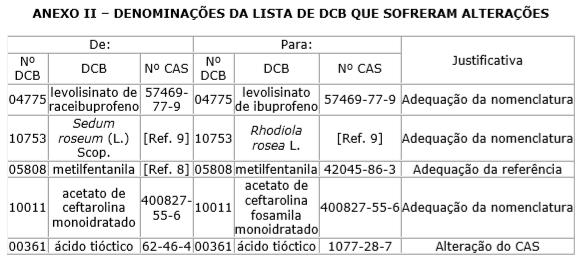 ANEXO II – DENOMINAÇÕES DA LISTA DE DCB QUE SOFRERAM ALTERAÇÕES
De: Para: Justificativa
Nº DCB DCB Nº CAS Nº DCB DCB Nº CAS
04775 levolisinato de raceibuprofeno 57469-77-9 04775 levolisinato de ibuprofeno 57469-77-9 Adequação da nomenclatura
10753 Sedum roseum (L.) Scop. [Ref. 9] 10753 Rhodiola rosea L. [Ref. 9] Adequação da nomenclatura
05808 metilfentanila [Ref. 8] 05808 metilfentanila 42045-86-3 Adequação da referência
10011 acetato de ceftarolina monoidratado 400827-55-6 10011 acetato de ceftarolina fosamila monoidratado 400827-55-6 Adequação da nomenclatura
00361 ácido tióctico 62-46-4 00361 ácido tióctico 1077-28-7 Alteração do CAS